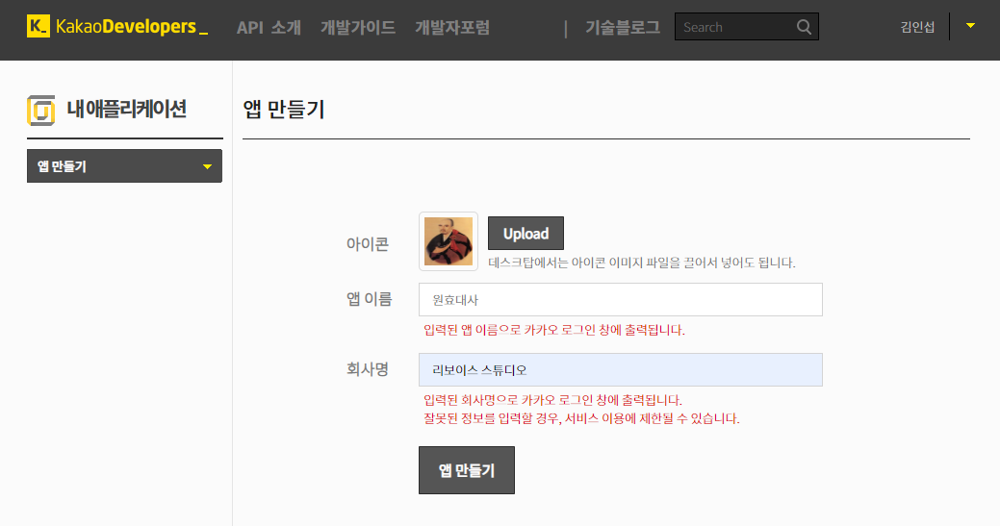 K_ KakaoDevelopers_ API 소개 개발가이드 개발자포럼 | 기술블로그 Search 김인섭
내 애플리케이션
앱 만들기
앱 만들기
아이콘
Upload
데스크탑에서는 아이콘 이미지 파일을 끌어서 넣어도 됩니다.
앱 이름
원효대사
입력된 앱 이름으로 카카오 로그인 창에 출력됩니다.
회사명
리보이스 스튜디오
입력된 회사명으로 카카오 로그인 창에 출력됩니다.
잘못된 정보를 입력할 경우, 서비스 이용에 제한될 수 있습니다.
앱 만들기